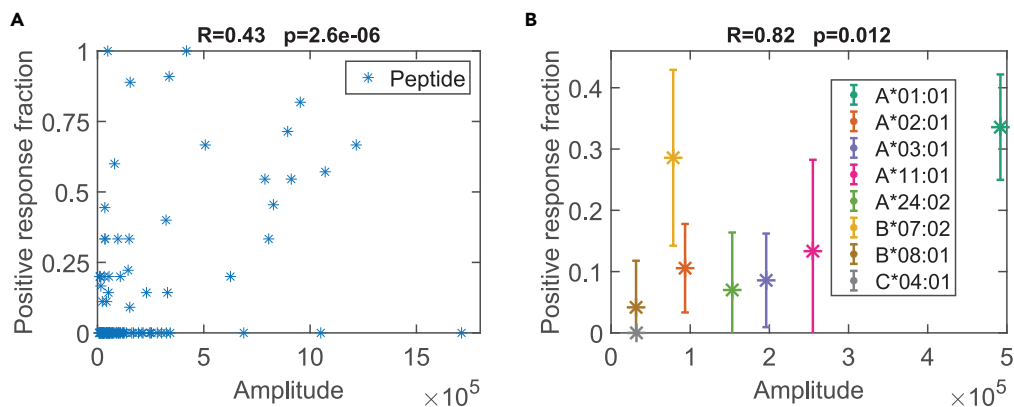 A
R=0.43 p=2.6e-06
Positive response fraction
1
0.75
0.5
0.25
0
Peptide
0 5 10 15
Amplitude ×10^5
B
R=0.82 p=0.012
Positive response fraction
0.4
0.3
0.2
0.1
0
A*01:01
A*02:01
A*03:01
A*11:01
A*24:02
B*07:02
B*08:01
C*04:01
0 1 2 3 4 5
Amplitude ×10^5